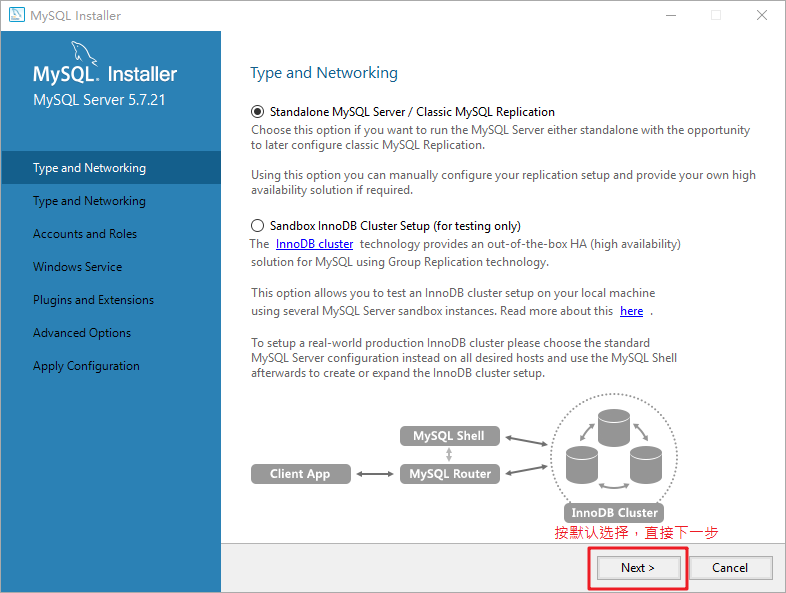 MySQL Installer
MySQL. Installer
MySQL Server 5.7.21
Type and Networking
Type and Networking
Accounts and Roles
Windows Service
Plugins and Extensions
Advanced Options
Apply Configuration
Type and Networking
Standalone MySQL Server / Classic MySQL Replication
Choose this option if you want to run the MySQL Server either standalone with the opportunity
to later configure classic MySQL Replication.
Using this option you can manually configure your replication setup and provide your own high
availability solution if required.
Sandbox InnoDB Cluster Setup (for testing only)
The InnoDB cluster technology provides an out-of-the-box HA (high availability)
solution for MySQL using Group Replication technology.
This option allows you to test an InnoDB cluster setup on your local machine
using several MySQL Server sandbox instances. Read more about this here .
To setup a real-world production InnoDB cluster please choose the standard
MySQL Server configuration instead on all desired hosts and use the MySQL Shell
afterwards to create or expand the InnoDB cluster setup.
MySQL Shell
Client App
MySQL Router
InnoDB Cluster
按默认选择，直接下一步
Next >
Cancel